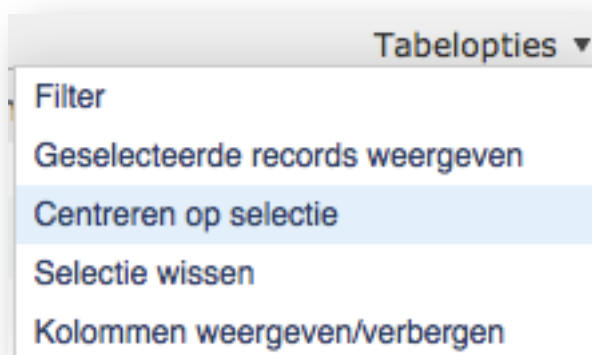 Tabelopties ▼
Filter
Geselecteerde records weergeven
Centreren op selectie
Selectie wissen
Kolommen weergeven/verbergen